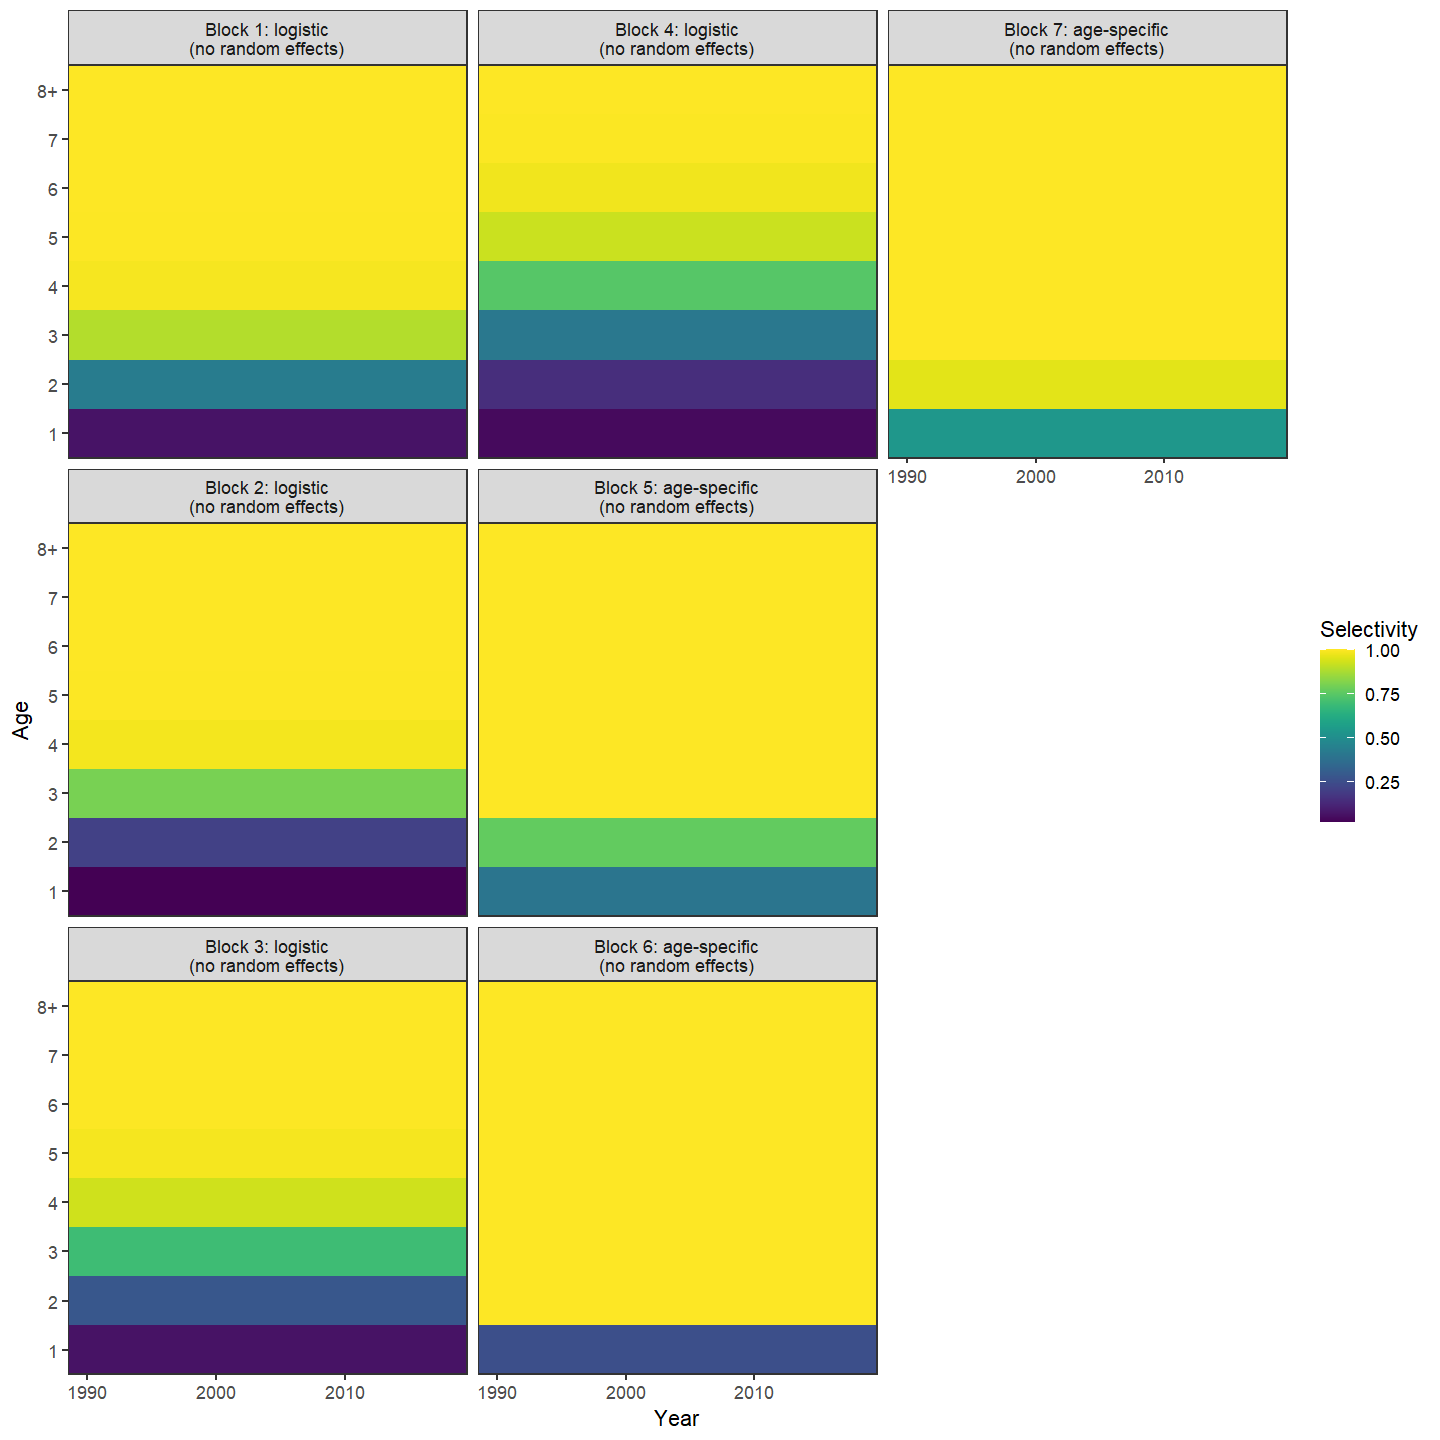 Block 1: logistic
(no random effects)
Block 4: logistic
(no random effects)
Block 7: age-specific
(no random effects)
8+
7
6
5
4
3
2
1
1990
2000
2010
Block 2: logistic
(no random effects)
Block 5: age-specific
(no random effects)
8+
7
6
5
4
3
2
1
Age
Selectivity
1.00
0.75
0.50
0.25
Block 3: logistic
(no random effects)
Block 6: age-specific
(no random effects)
8+
7
6
5
4
3
2
1
1990
2000
2010
1990
2000
2010
Year